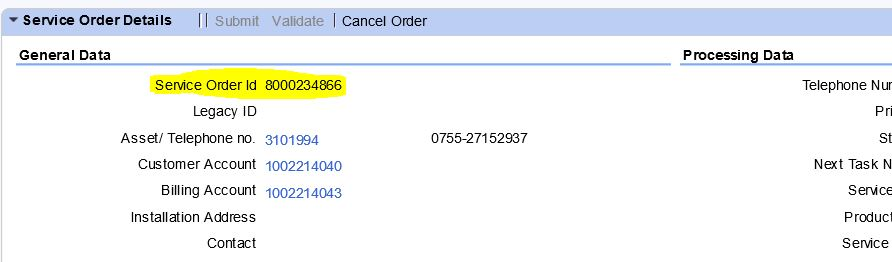 Service Order Details Submit Validate Cancel Order
General Data Processing Data
Service Order Id 8000234866 Telephone Nur
Legacy ID Pri
Asset/ Telephone no. 3101994 0755-27152937 St
Customer Account 1002214040 Next Task N
Billing Account 1002214043 Service
Installation Address Product
Contact Service